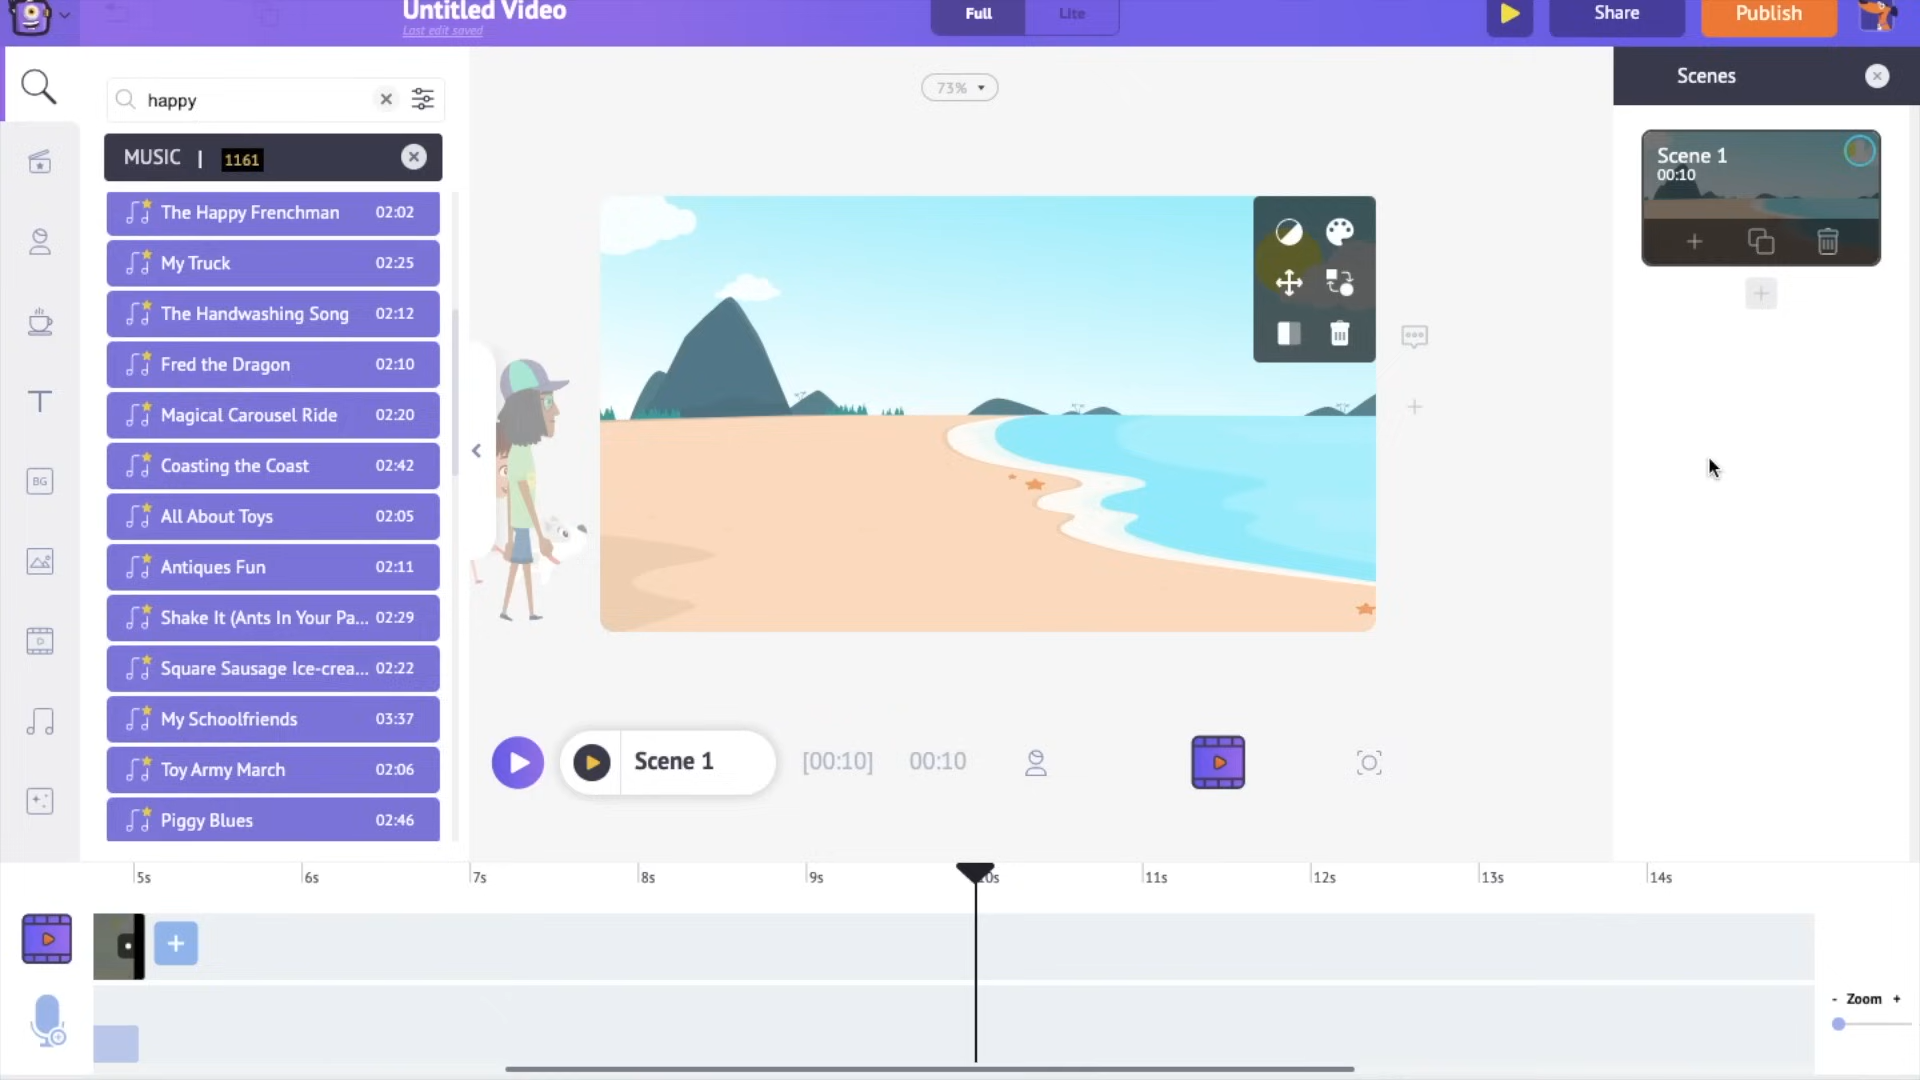 Untitled Video
Last edit saved
Full
Lite
Share
Publish
happy
MUSIC | 1161
The Happy Frenchman 02:02
My Truck 02:25
The Handwashing Song 02:12
Fred the Dragon 02:10
Magical Carousel Ride 02:20
Coasting the Coast 02:42
All About Toys 02:05
Antiques Fun 02:11
Shake It (Ants In Your Pa... 02:29
Square Sausage Ice-crea... 02:22
My Schoolfriends 03:37
Toy Army March 02:06
Piggy Blues 02:46
T
BG
73%
Scenes
Scene 1
00:10
Scene 1
[00:10]
00:10
5s
6s
7s
8s
9s
10s
11s
12s
13s
14s
- Zoom +